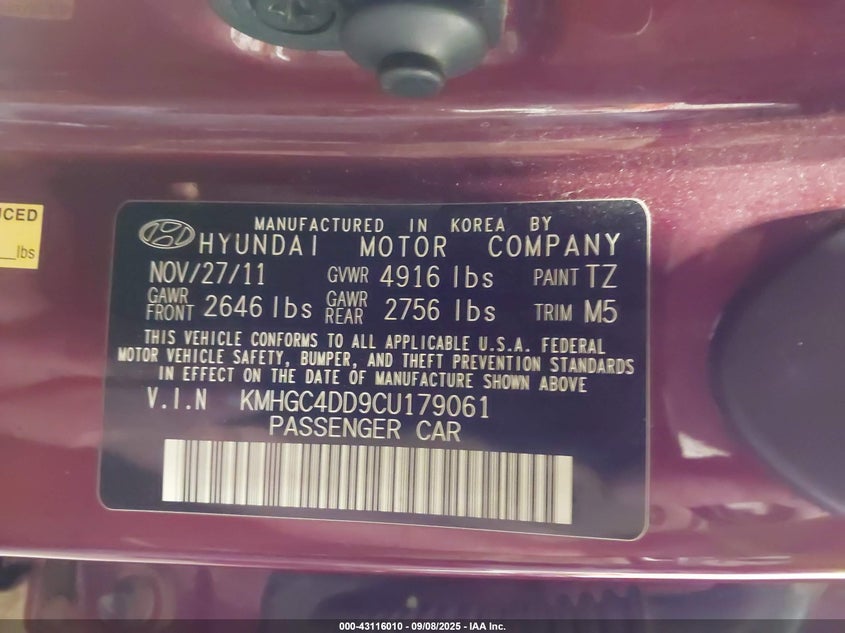 UCED
lbs
MANUFACTURED IN KOREA BY
HYUNDAI MOTOR COMPANY
NOV/27/11 GVWR 4916 lbs PAINT TZ
GAWR FRONT 2646 lbs GAWR REAR 2756 lbs TRIM M5
THIS VEHICLE CONFORMS TO ALL APPLICABLE U.S.A. FEDERAL
MOTOR VEHICLE SAFETY, BUMPER, AND THEFT PREVENTION STANDARDS
IN EFFECT ON THE DATE OF MANUFACTURE SHOWN ABOVE
V.I.N KMHGC4DD9CU179061
PASSENGER CAR
000-43116010 - 09/08/2025 - IAA Inc.